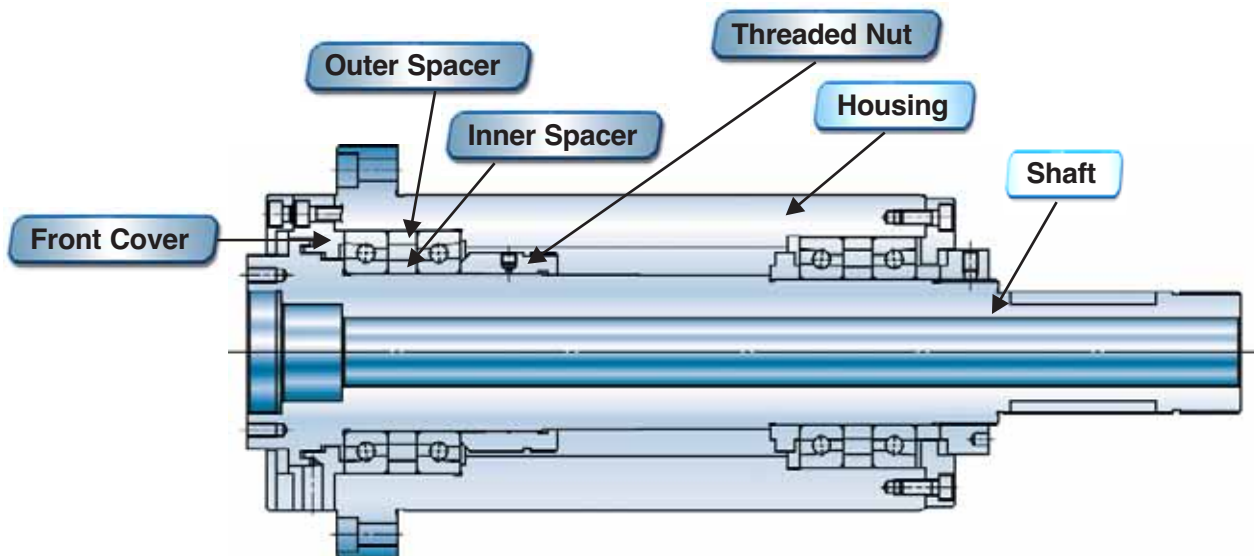 Threaded Nut
Outer Spacer
Housing
Inner Spacer
Shaft
Front Cover